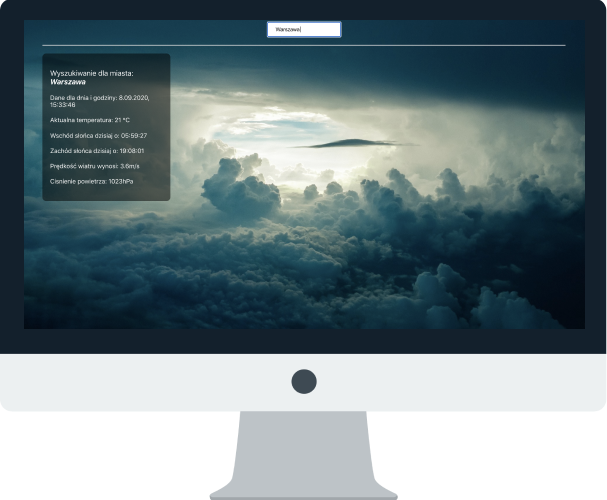 Warszawa
Wyszukiwanie dla miasta:
Warszawa
Dane dla dnia i godziny: 8.09.2020,
15:33:46
Aktualna temperatura: 21 °C
Wschód słońca dzisiaj o: 05:59:27
Zachód słońca dzisiaj o: 19:08:01
Prędkość wiatru wynosi: 3.6m/s
Ciśnienie powietrza: 1023hPa